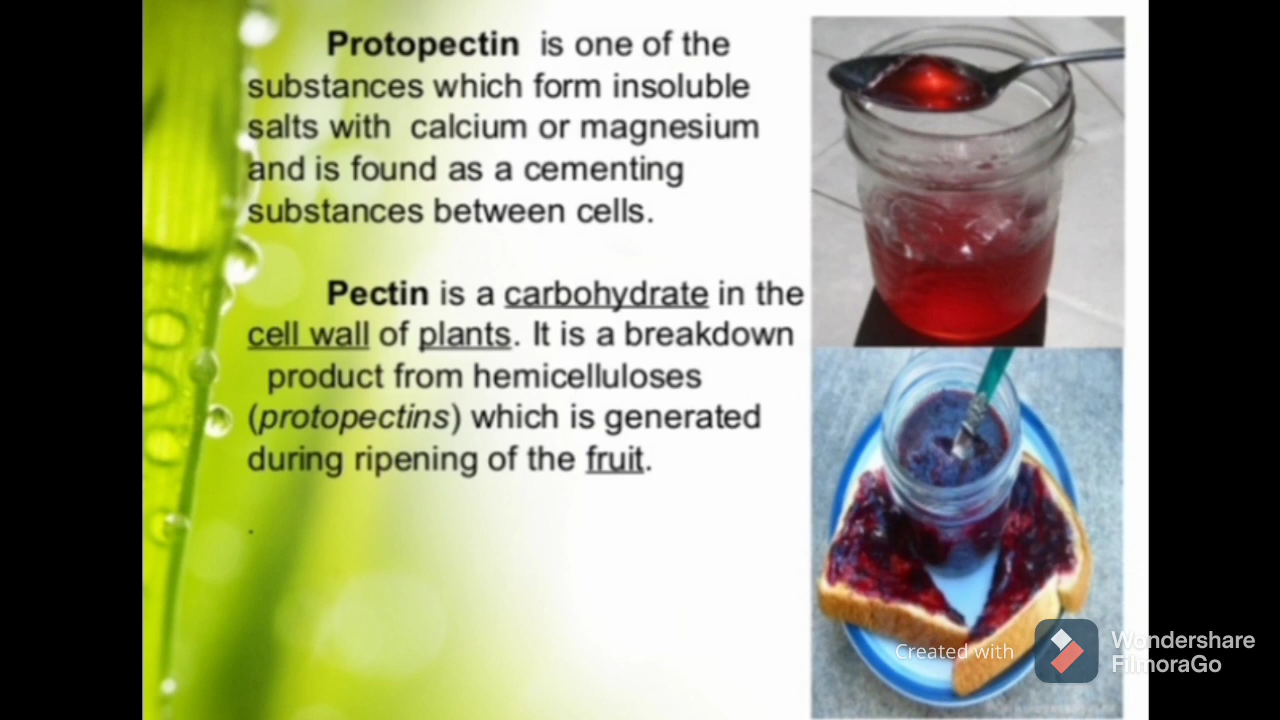 Protopectin is one of the
substances which form insoluble
salts with calcium or magnesium
and is found as a cementing
substances between cells.
Pectin is a carbohydrate in the
cell wall of plants. It is a breakdown
product from hemicelluloses
(protopectins) which is generated
during ripening of the fruit.
Created with
Wondershare
FilmoraGo